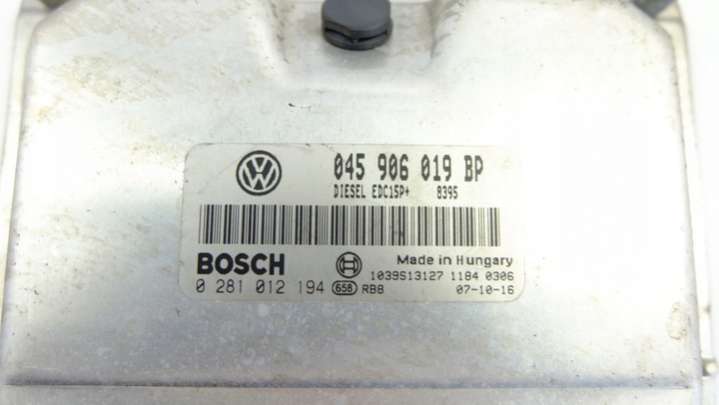 045 906 019 BP
DIESEL EDC15P+ 8395
BOSCH
Made in Hungary
1039S13127 1184 0306
0 281 012 194 658 RBB 07-10-16